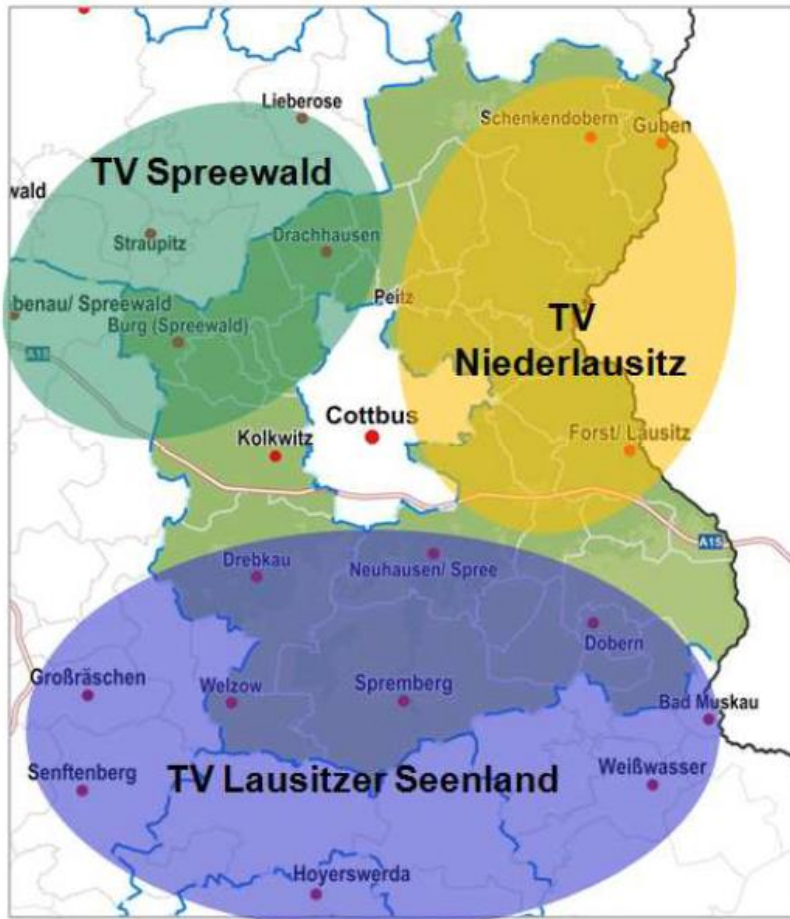 Lieberose
Schenkendobern
Guben
TV Spreewald
wald
Straupitz
Drachhausen
benau/ Spreewald
Peitz
Burg (Spreewald)
TV
Niederlausitz
A15
Cottbus
Kolkwitz
Forst/ Lausitz
A15
Drebkau
Neuhausen/ Spree
Dobern
Großräschen
Welzow
Spremberg
Bad Muskau
Senftenberg
TV Lausitzer Seenland
Weißwasser
Hoyerswerda